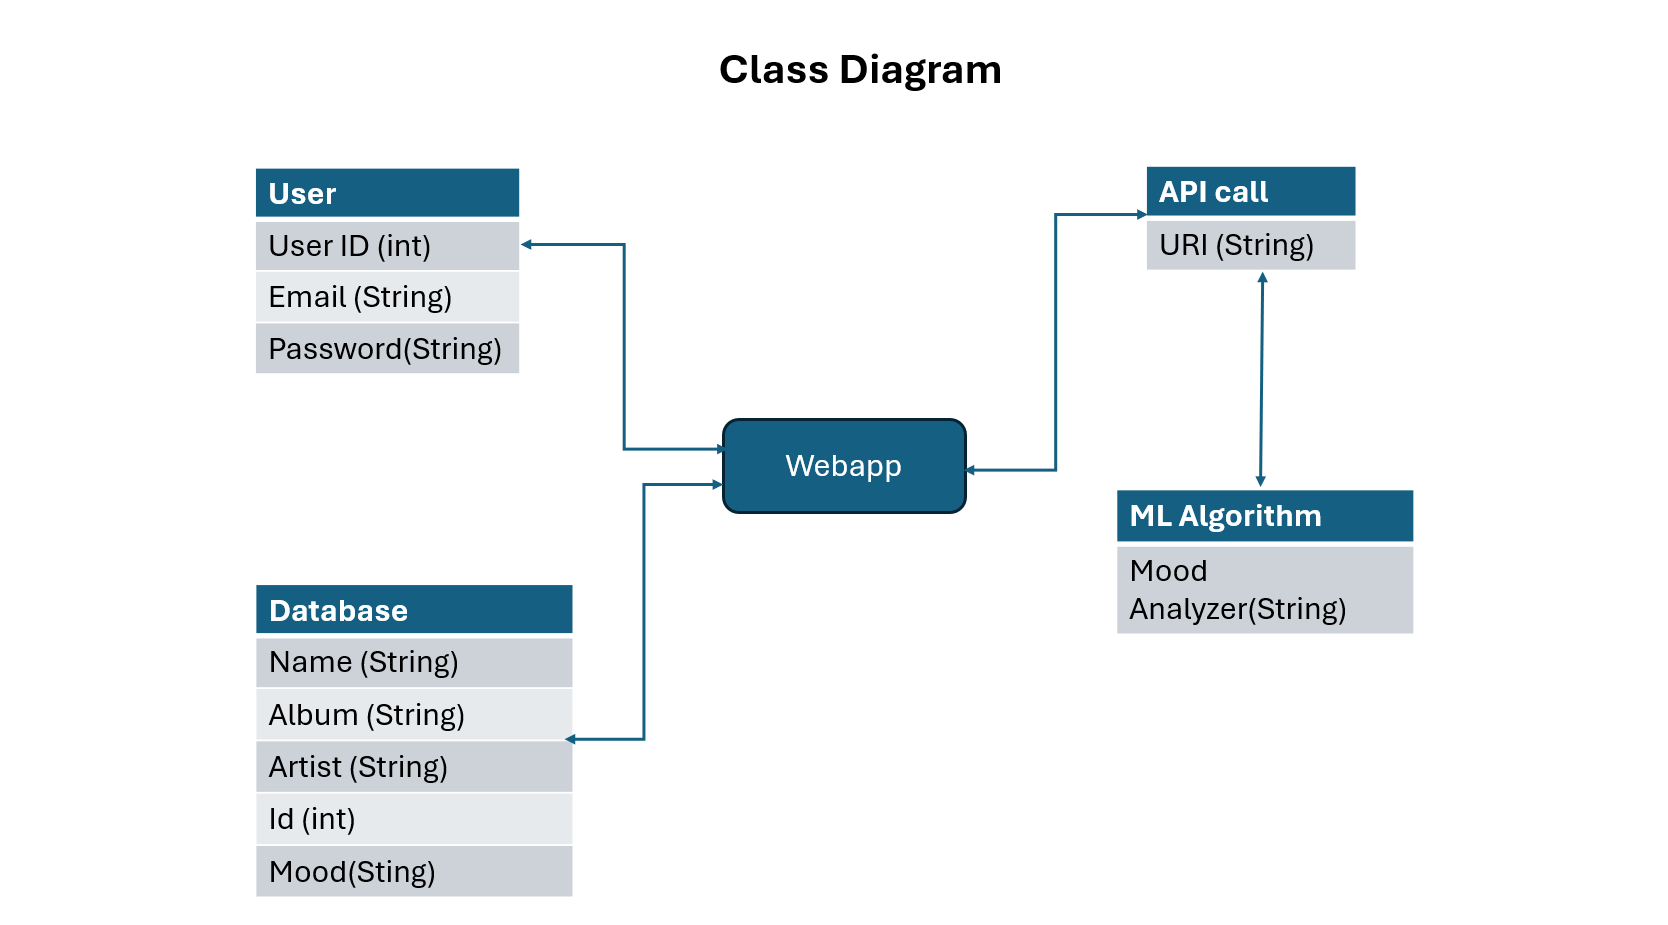 Class Diagram
User
User ID (int)
Email (String)
Password(String)
API call
URI (String)
Webapp
ML Algorithm
Mood
Analyzer(String)
Database
Name (String)
Album (String)
Artist (String)
Id (int)
Mood(Sting)